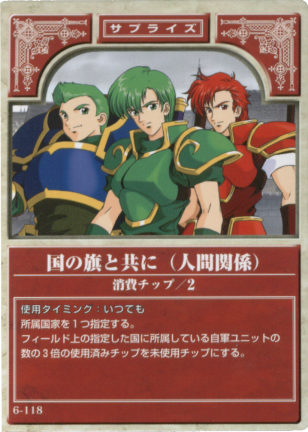 サプライズ
国の旗と共に（人間関係）
消費チップ／2
使用タイミング：いつても
所属国家を１つ指定する。
フィールド上の指定した国に所属している自軍ユニットの
数の３倍の使用済みチップを未使用チップにする。
6-118